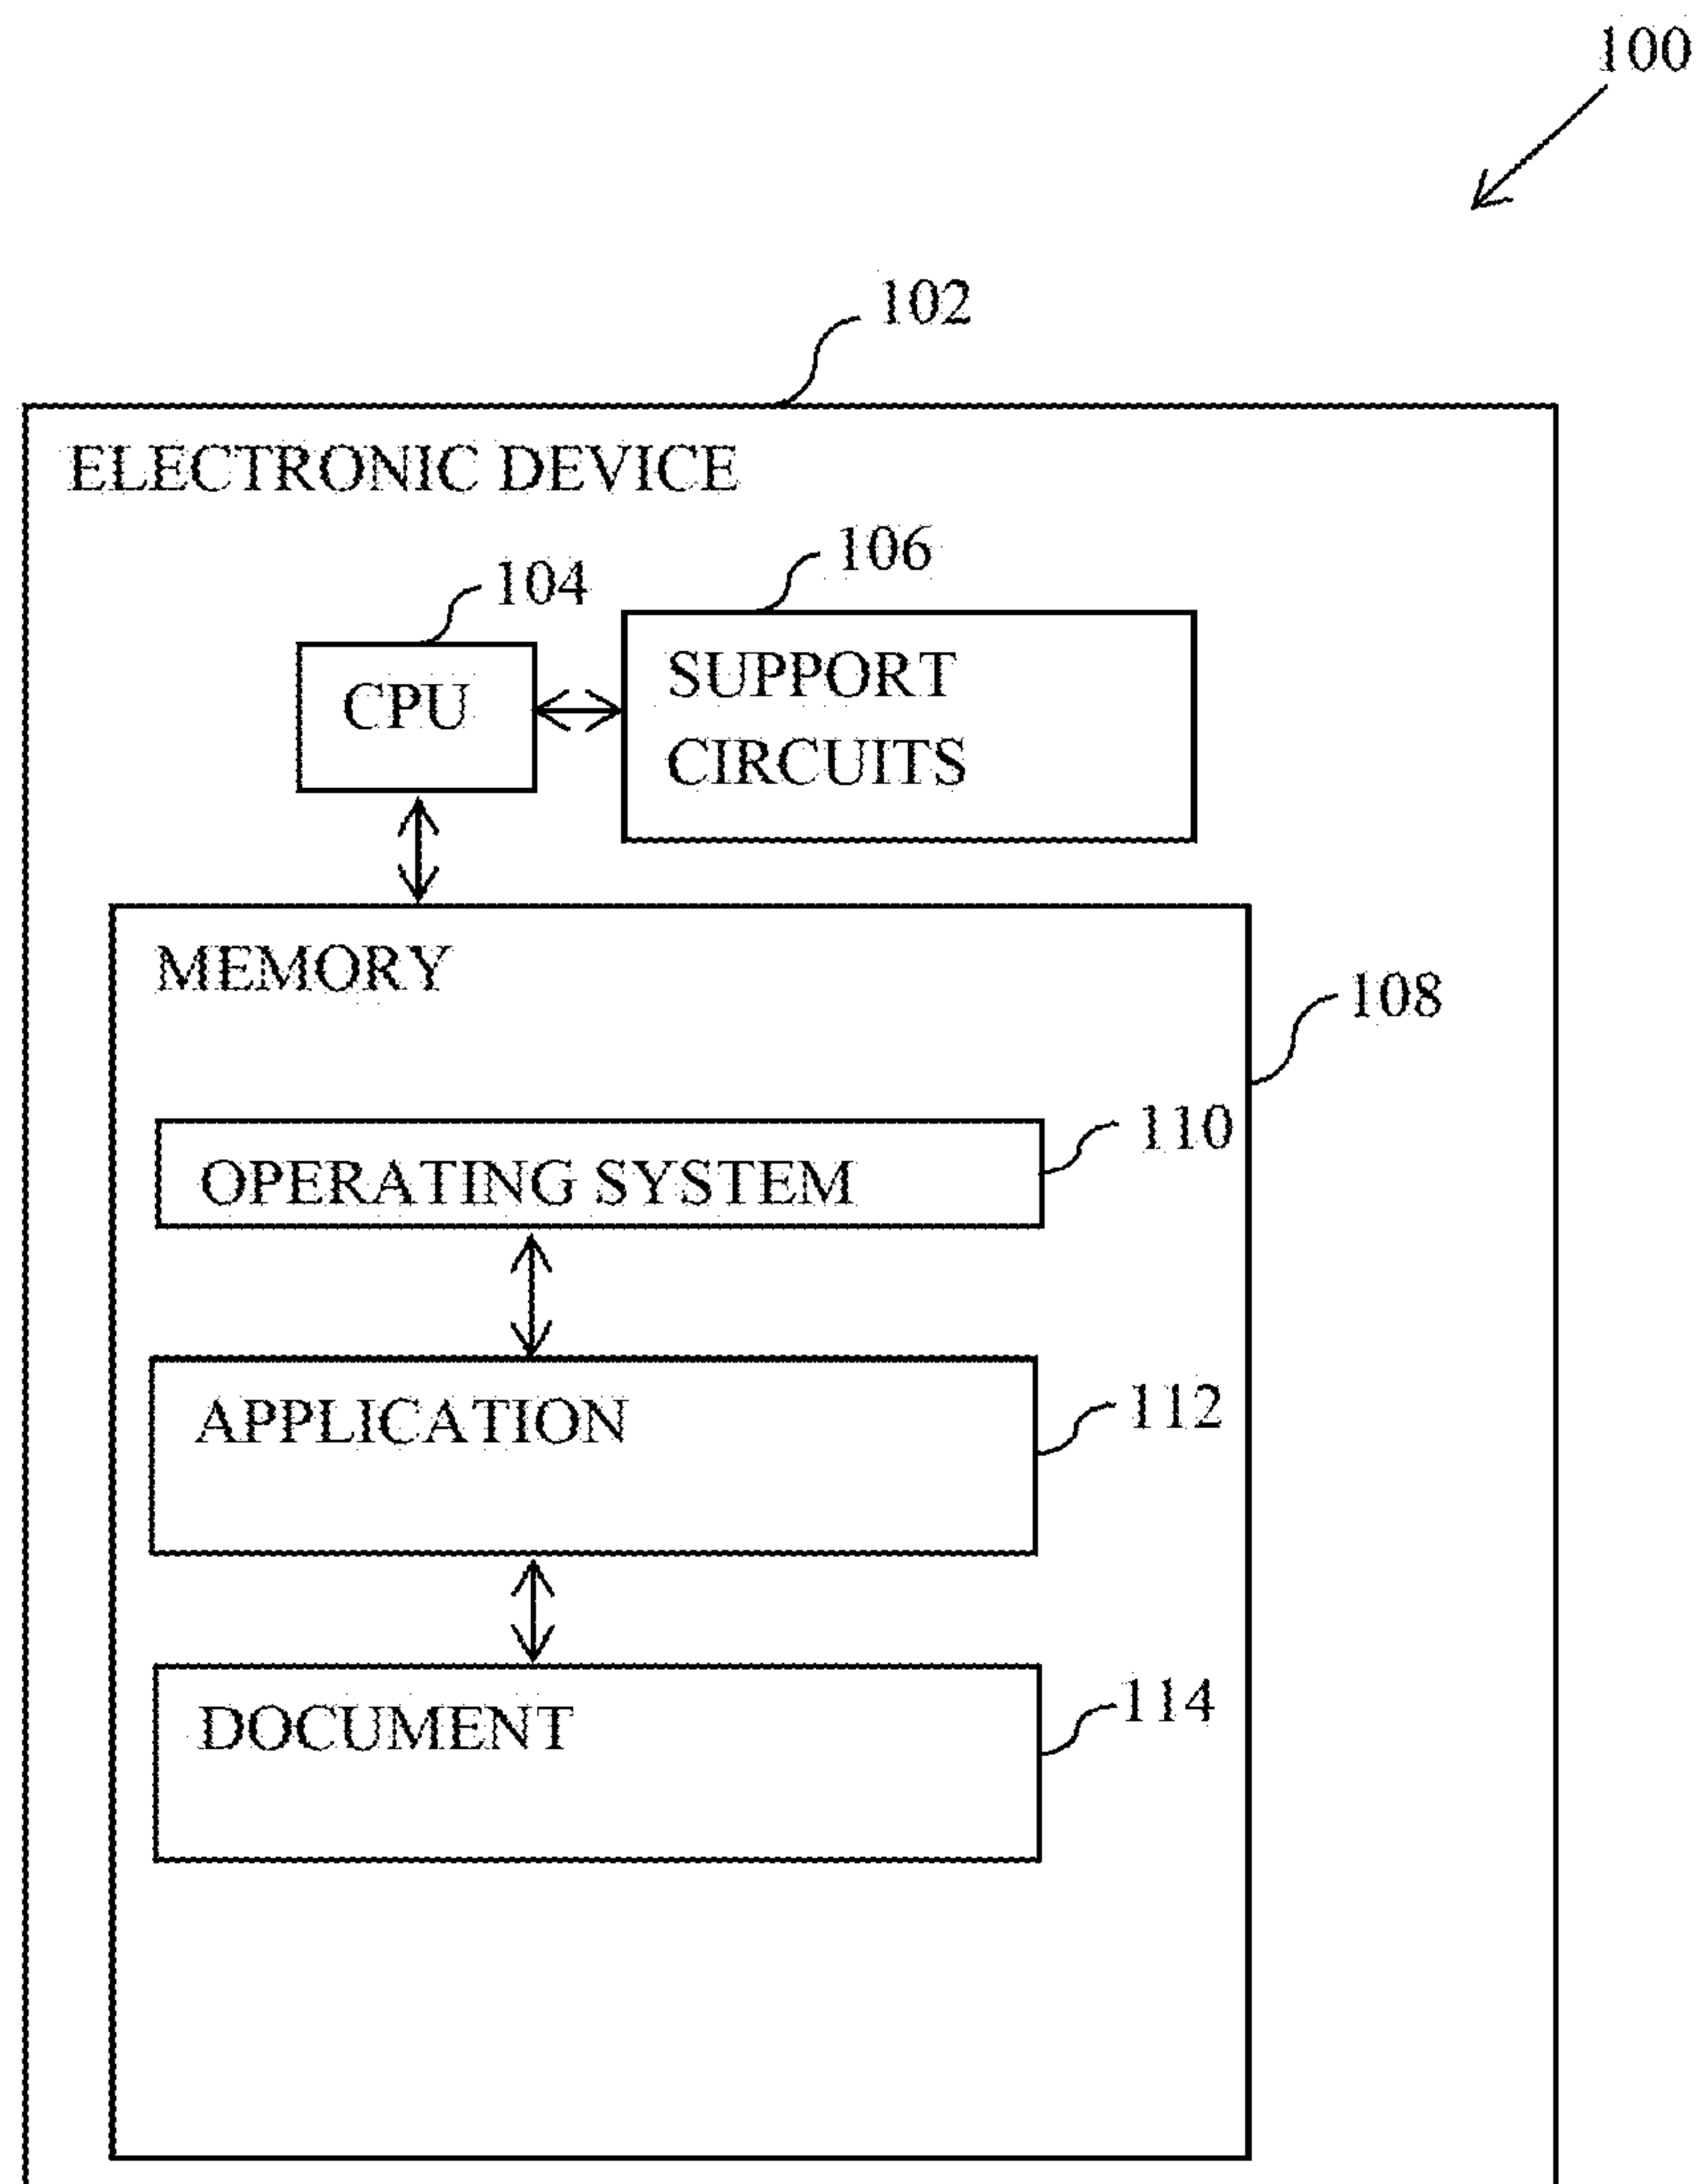 100
102
ELECTRONIC DEVICE
106
104
SUPPORT
CPU
CIRCUITS
MEMORY
108
110
OPERATING SYSTEM
112
APPLICATION
114
DOCUMENT